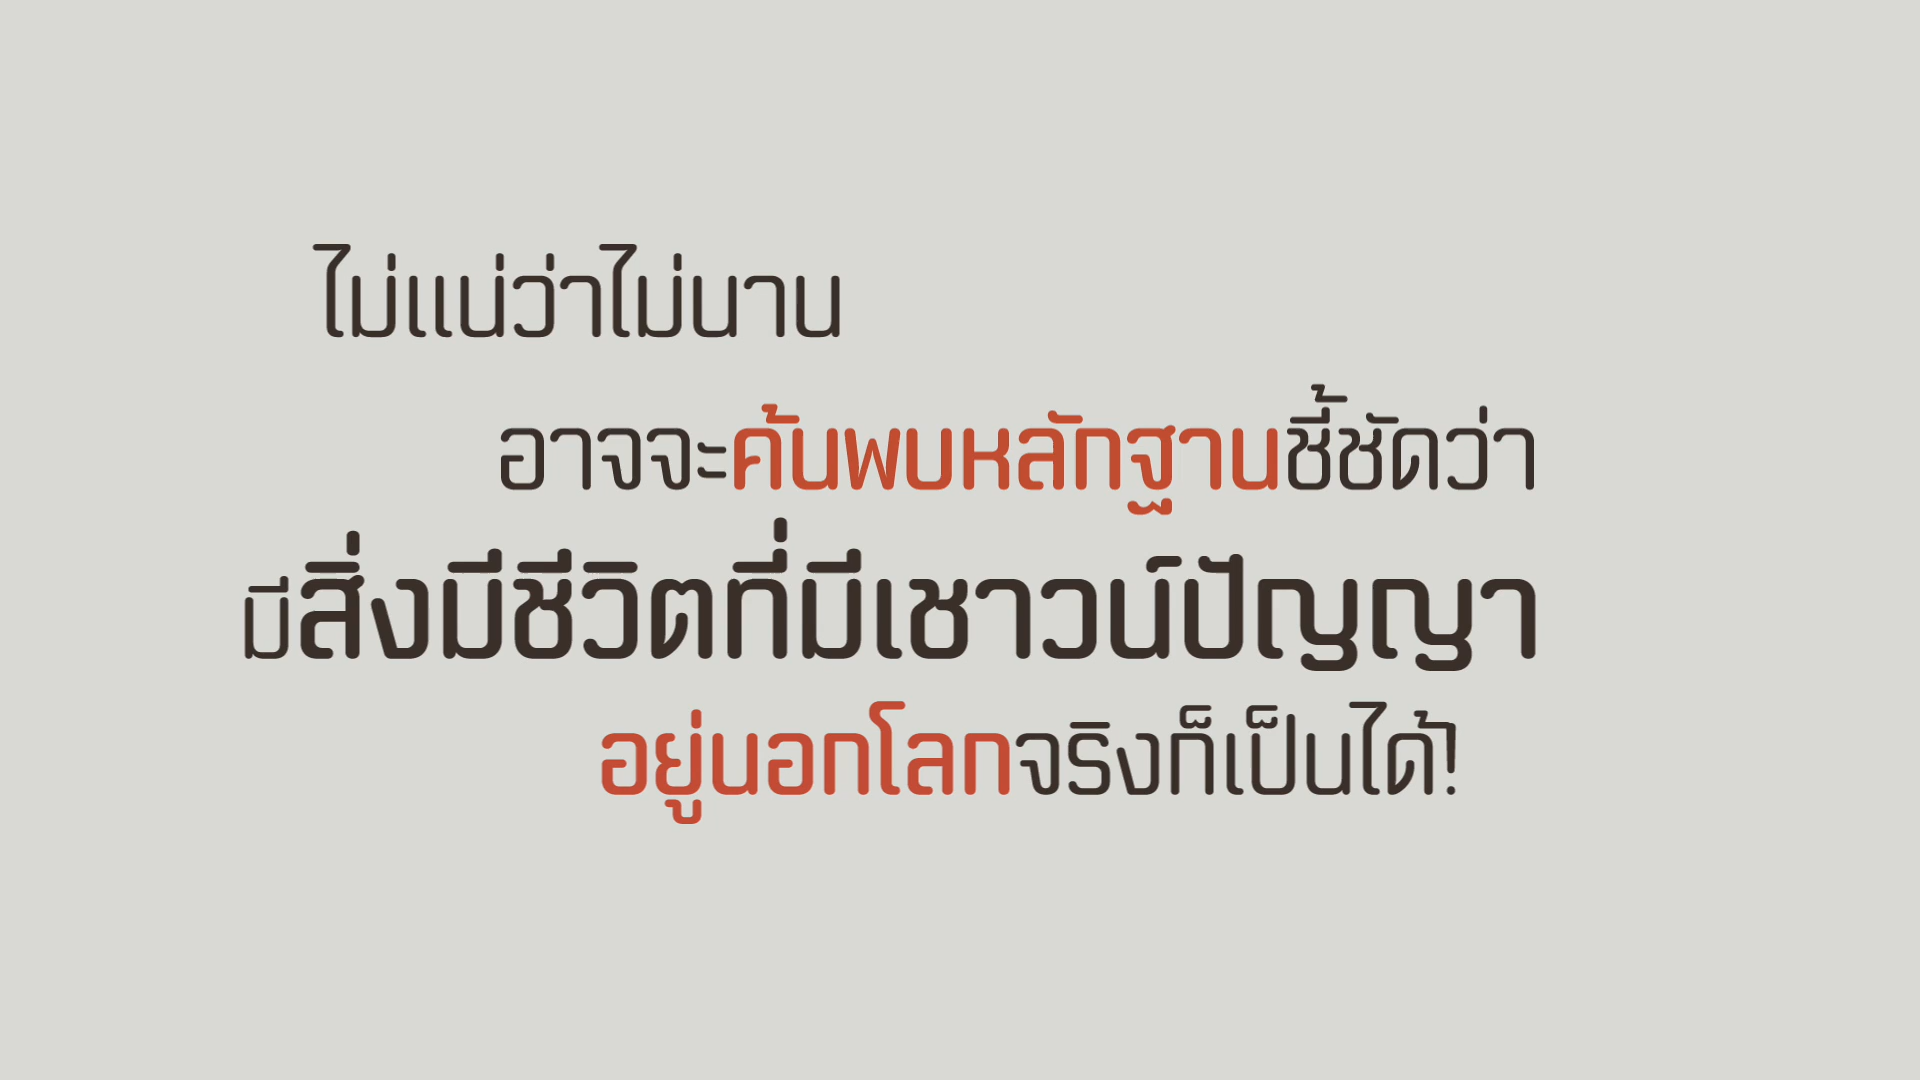 ไม่แน่ว่าไม่นาน
อาจจะค้นพบหลักฐานชี้ชัดว่า
มีสิ่งมีชีวิตที่มีเชาวน์ปัญญา
อยู่นอกโลกจริงก็เป็นได้!